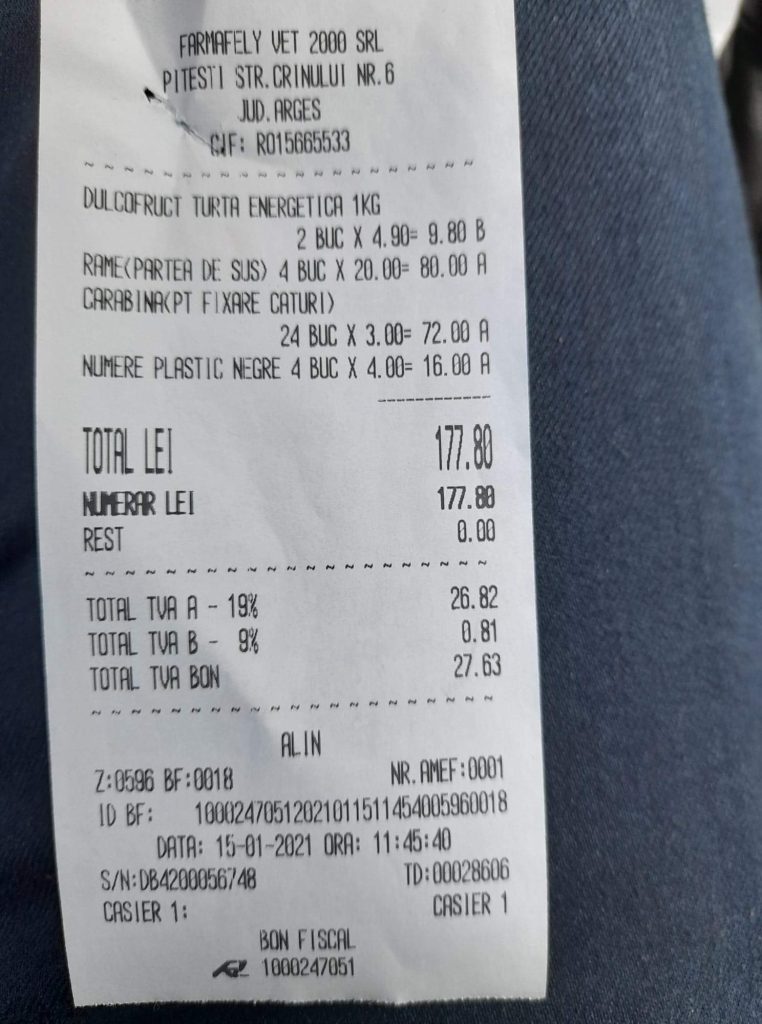 FARMAFELY VET 2000 SRL
PITESTI STR.CRINULUI NR.6
JUD.ARGES
CIF: RO15665533
DULCOFRUCT TURTA ENERGETICA 1KG
2 BUC X 4.90= 9.80 B
RAME(PARTEA DE SUS) 4 BUC X 20.00= 80.00 A
CARABINA(PT FIXARE CATURI)
24 BUC X 3.00= 72.00 A
NUMERE PLASTIC NEGRE 4 BUC X 4.00= 16.00 A
TOTAL LEI 177.80
NUMERAR LEI 177.80
REST 0.00
TOTAL TVA A - 19% 26.82
TOTAL TVA B - 9% 0.81
TOTAL TVA BON 27.63
ALIN
Z:0596 BF:0018 NR.AMEF:0001
ID BF: 10002470512021011511454005960018
DATA: 15-01-2021 ORA: 11:45:40
S/N:DB4200056748 TD:00028606
CASIER 1: CASIER 1
BON FISCAL
1000247051